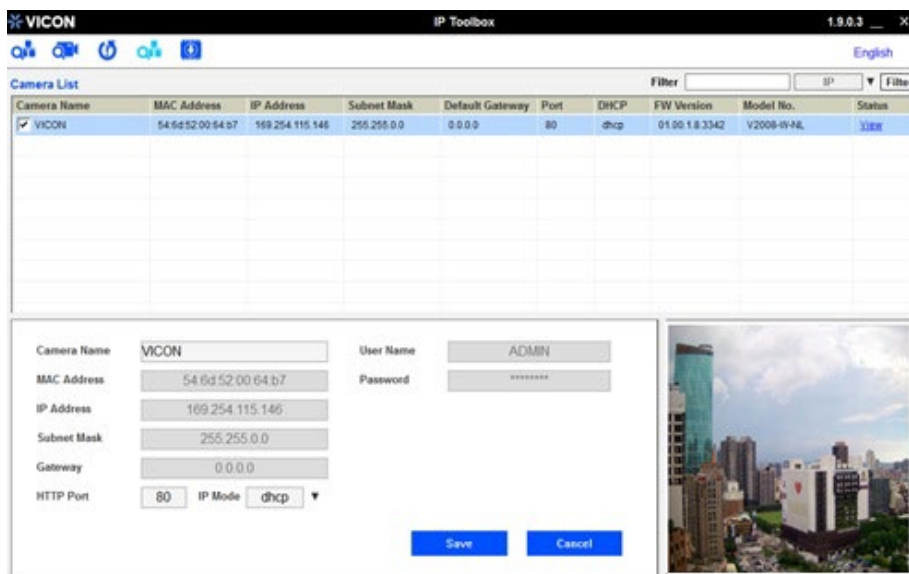 VICON IP Toolbox 1.9.0.3
English
Camera List Filter IP Filte
Camera Name MAC Address IP Address Subnet Mask Default Gateway Port DHCP FW Version Model No. Status
VICON 54:6d:52:00:64:b7 169.254.115.146 255.255.0.0 0.0.0.0 80 dhcp 01.00.1.8.3342 V2008-W-NL View
Camera Name VICON User Name ADMIN
MAC Address 54:6d:52:00:64:b7 Password ********
IP Address 169.254.115.146
Subnet Mask 255.255.0.0
Gateway 0.0.0.0
HTTP Port 80 IP Mode dhcp
Save Cancel